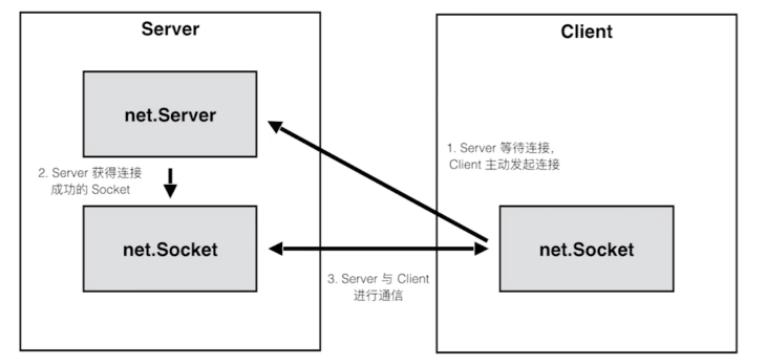 Server
Client
net.Server
1. Server 等待连接，
Client 主动发起连接
2. Server 获得连接
成功的 Socket
net.Socket
net.Socket
3. Server 与 Client
进行通信